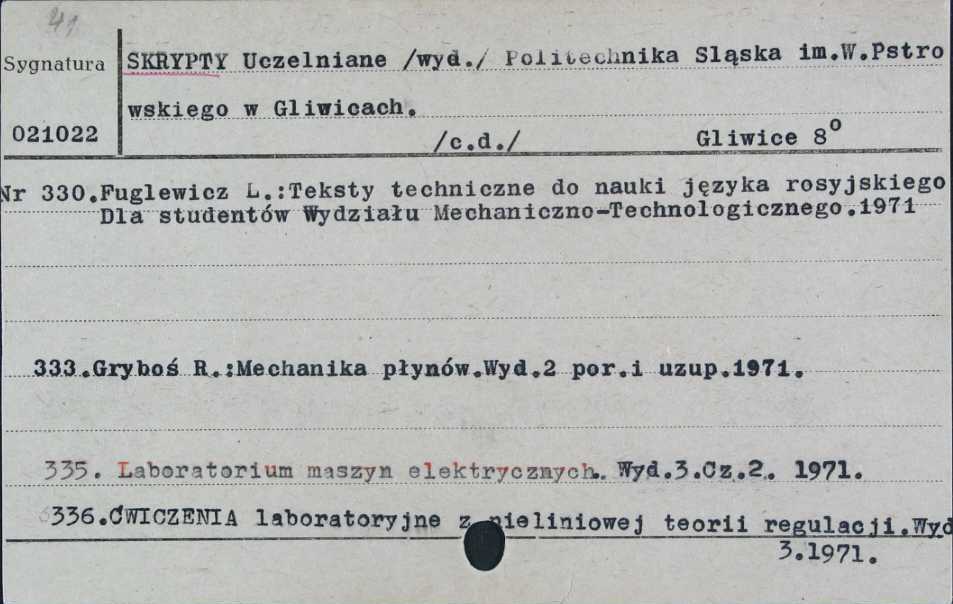 41
Sygnatura
SKRYPTY Uczelniane /wyd./ Politechnika Sląska im.W.Pstro
wskiego w Gliwicach.
021022
/c.d./ Gliwice 8o
Nr 330.Fuglewicz L.:Teksty techniczne do nauki języka rosyjskiego
Dla studentów Wydziału Mechaniczno-Technologicznego.1971
333.Gryboś R.:Mechanika płynów.Wyd.2 por.i uzup.1971.
335. Laboratorium maszyn elektrycznych. Wyd.3.Cz.2. 1971.
336.ĆWICZENIA laboratoryjne z nieliniowej teorii regulacji.Wyd
3.1971.